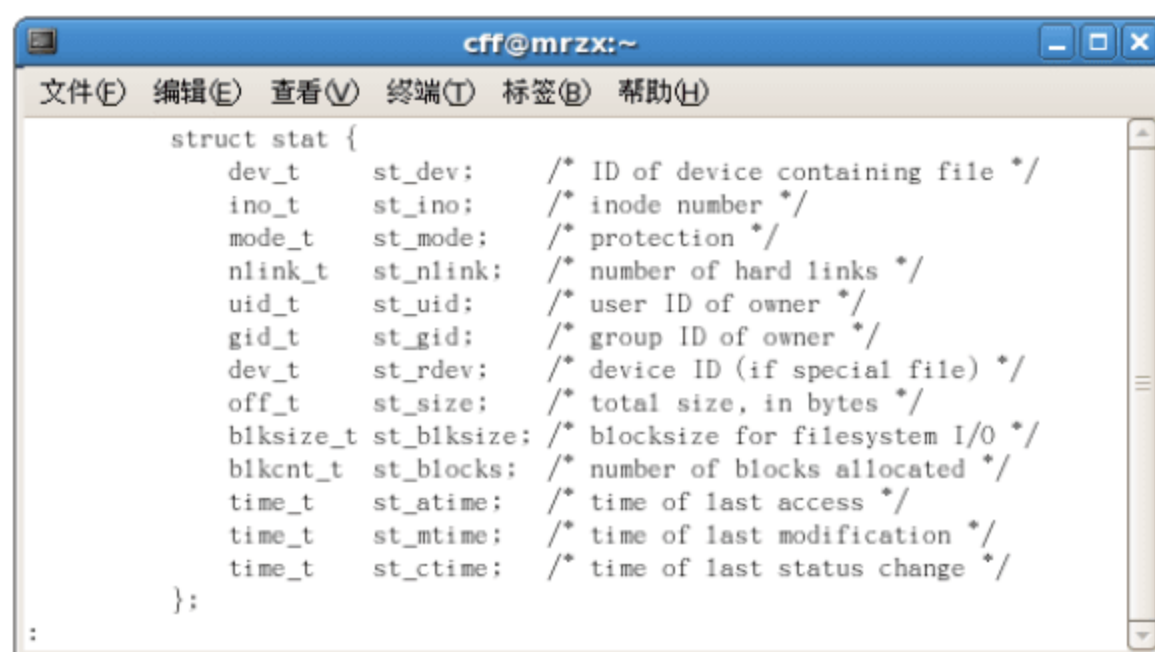 cff@mrzx:~
文件(F) 编辑(E) 查看(V) 终端(T) 标签(B) 帮助(H)
struct stat {
dev_t st_dev; /* ID of device containing file */
ino_t st_ino; /* inode number */
mode_t st_mode; /* protection */
nlink_t st_nlink; /* number of hard links */
uid_t st_uid; /* user ID of owner */
gid_t st_gid; /* group ID of owner */
dev_t st_rdev; /* device ID (if special file) */
off_t st_size; /* total size, in bytes */
blksize_t st_blksize; /* blocksize for filesystem I/O */
blkcnt_t st_blocks; /* number of blocks allocated */
time_t st_atime; /* time of last access */
time_t st_mtime; /* time of last modification */
time_t st_ctime; /* time of last status change */
};
: